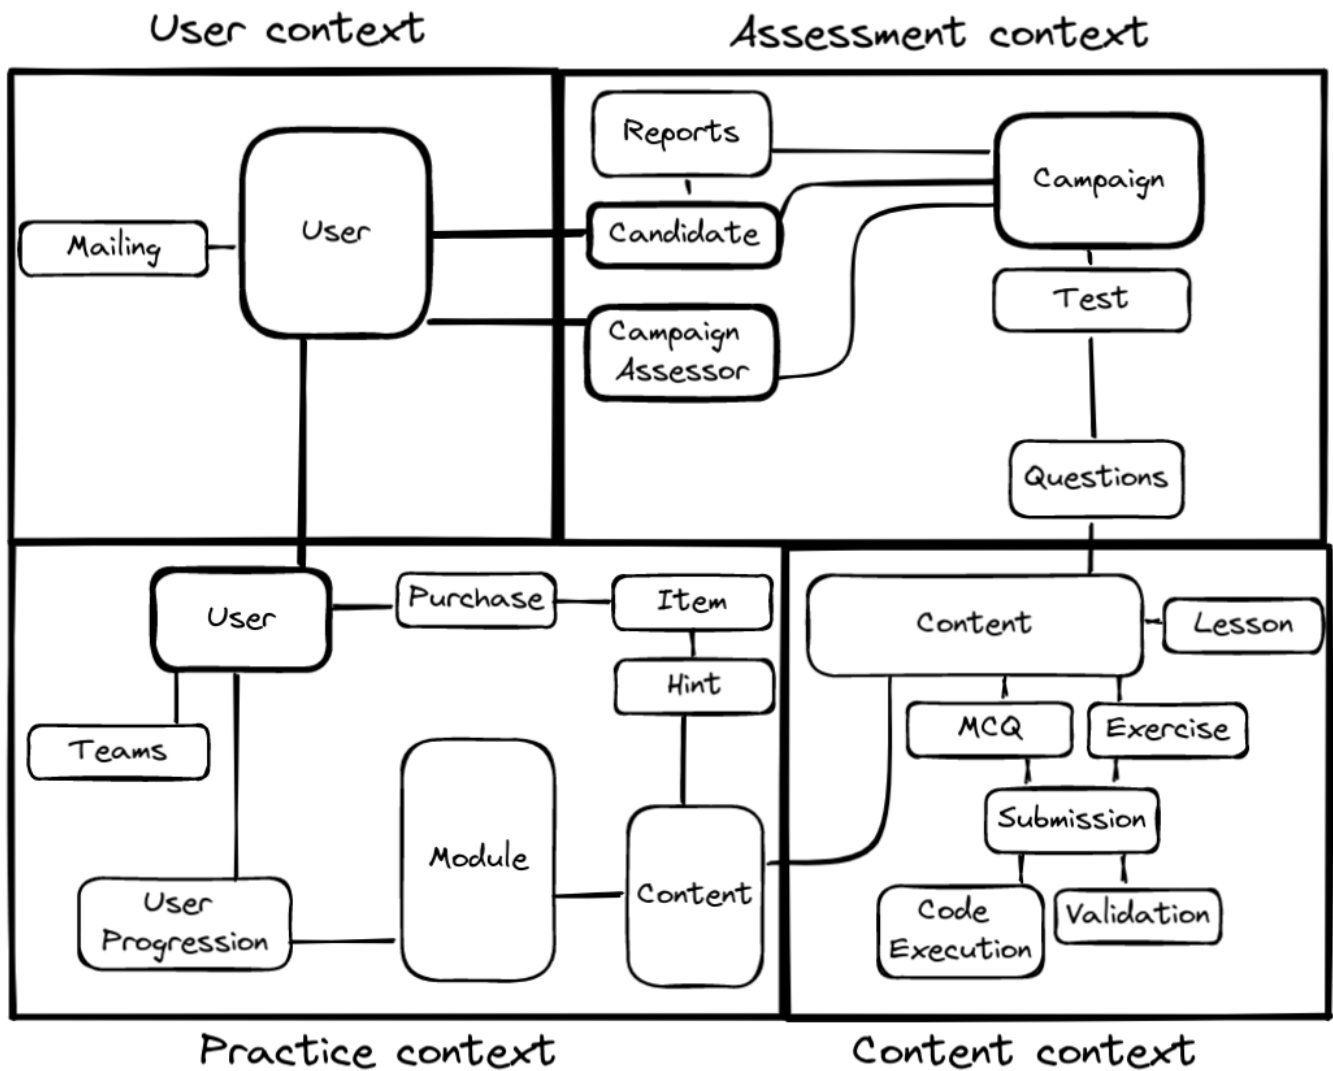 User context
Assessment context
Mailing
User
Reports
Candidate
Campaign
Assessor
Campaign
Test
Questions
User
Purchase
Item
Hint
Teams
User
Progression
Module
Content
Content
Lesson
MCQ
Exercise
Submission
Code
Execution
Validation
Practice context
Content context